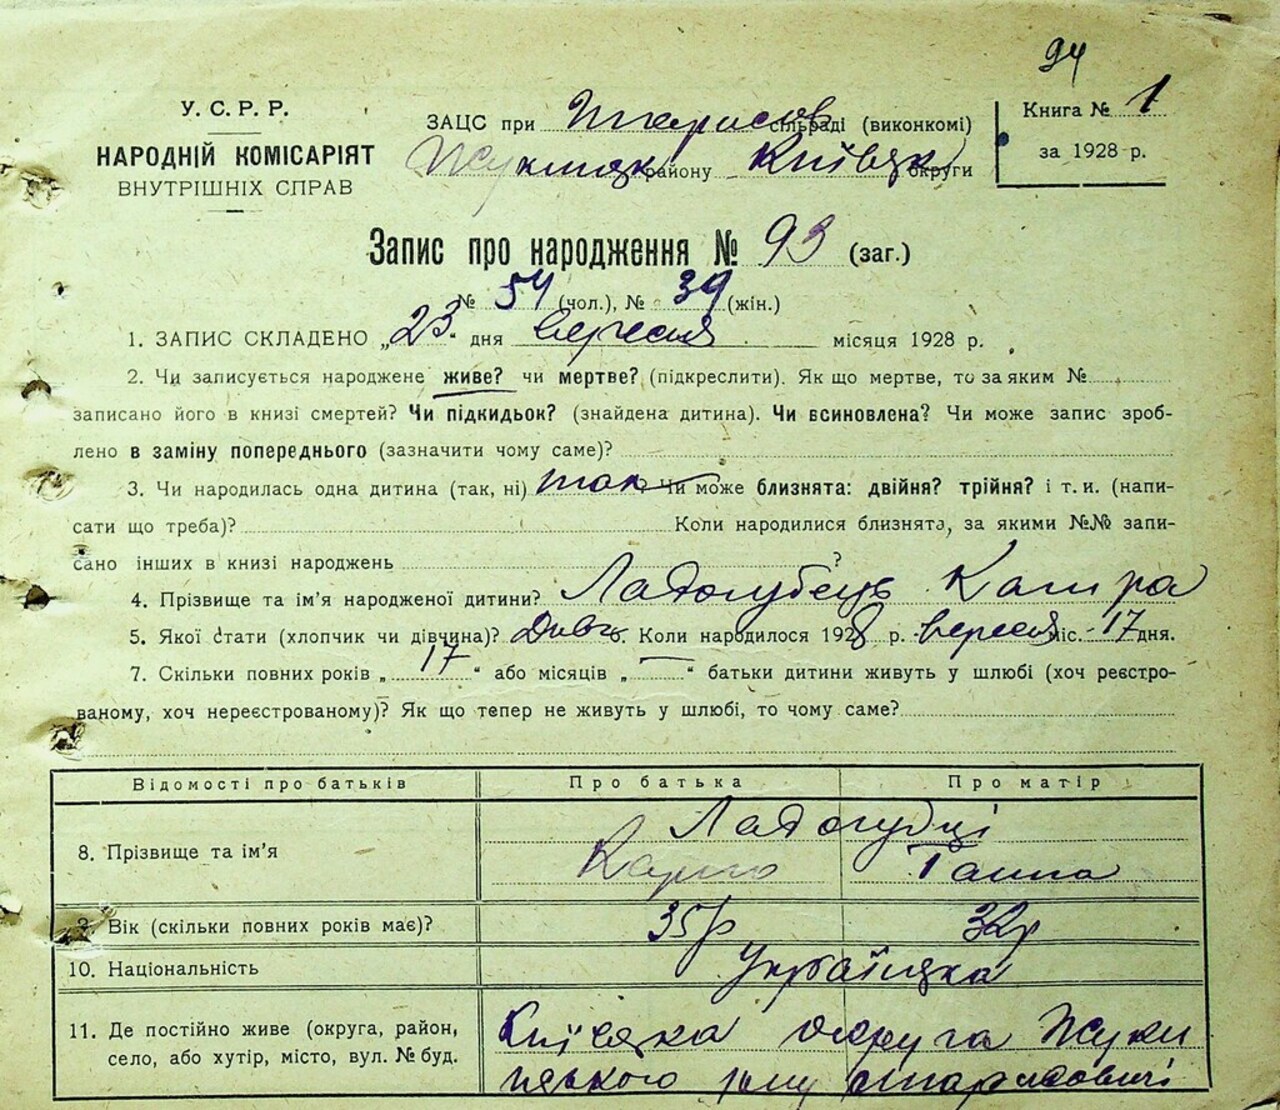 94
У. С. Р. Р.
НАРОДНІЙ КОМІСАРІЯТ
ВНУТРІШНІХ СПРАВ
ЗАЦС при сільраді (виконкомі)
району Київськ округи
Книга № 1
за 1928 р.
Запис про народження № 93 (заг.)
№ 54 (чол.), № 39 (жін.)
1. ЗАПИС СКЛАДЕНО „23“ дня вересня місяця 1928 р.
2. Чи записується народжене живе? чи мертве? (підкреслити). Як що мертве, то за яким №
записано його в книзі смертей? Чи підкидьок? (знайдена дитина). Чи всиновлена? Чи може запис зроб-
лено в заміну попереднього (зазначити чому саме)?
3. Чи народилась одна дитина (так, ні) так Чи може близнята: двійня? трійня? і т. и. (напи-
сати що треба)? Коли народилися близнята, за якими №№ запи-
сано інших в книзі народжень ?
4. Прізвище та ім'я народженої дитини? Ладогубець
5. Якої стати (хлопчик чи дівчина)? Дивч. 6. Коли народилося 1928 р. вересня міс. 17 дня.
7. Скільки повних років „17“ або місяців „—“ батьки дитини живуть у шлюбі (хоч реєстро-
ваному, хоч нереєстрованому)? Як що тепер не живуть у шлюбі, то чому саме?
Відомості про батьків Про батька Про матір
8. Прізвище та ім'я Ладогубці
Карпо Ганна
9. Вік (скільки повних років має)? 35 р 32 р
10. Національність Українська
11. Де постійно живе (округа, район,
село, або хутір, місто, вул. № буд.
Київська округа Жуки
нського